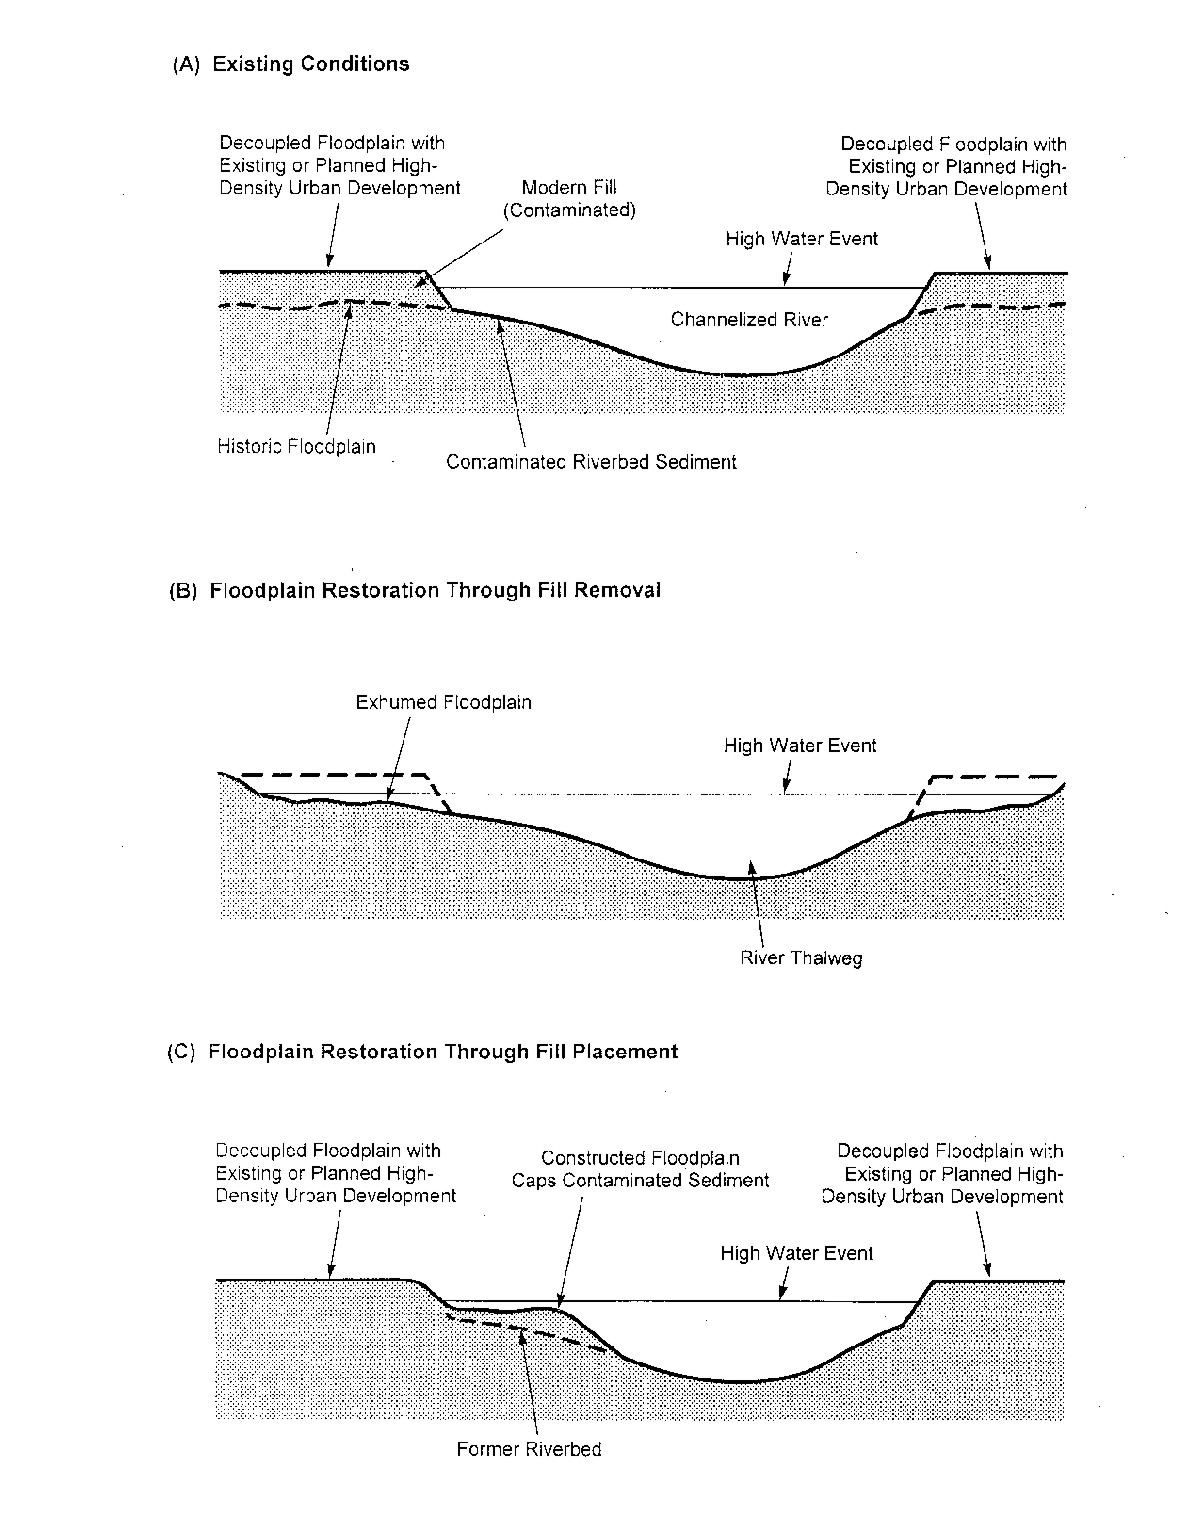 (A) Existing Conditions
Decoupled Floodplain with
Existing or Planned High-
Density Urban Development
Modern Fill
(Contaminated)
Decoupled Floodplain with
Existing or Planned High-
Density Urban Development
High Water Event
Channelized River
Historic Floodplain
Contaminated Riverbed Sediment
(B) Floodplain Restoration Through Fill Removal
Exhumed Floodplain
High Water Event
River Thalweg
(C) Floodplain Restoration Through Fill Placement
Decoupled Floodplain with
Existing or Planned High-
Density Urban Development
Constructed Floodplain
Caps Contaminated Sediment
Decoupled Floodplain with
Existing or Planned High-
Density Urban Development
High Water Event
Former Riverbed